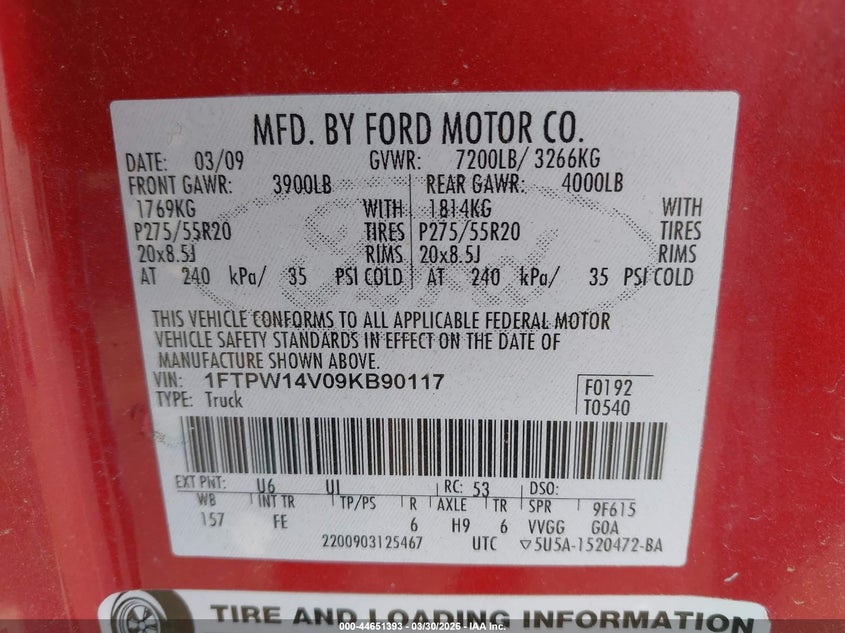 MFD. BY FORD MOTOR CO.
DATE: 03/09 GVWR: 7200LB/ 3266KG
FRONT GAWR: 3900LB REAR GAWR: 4000LB
1769KG WITH 1814KG WITH
P275/55R20 TIRES P275/55R20 TIRES
20x8.5J RIMS 20x8.5J RIMS
AT 240 kPa/ 35 PSI COLD AT 240 kPa/ 35 PSI COLD
THIS VEHICLE CONFORMS TO ALL APPLICABLE FEDERAL MOTOR
VEHICLE SAFETY STANDARDS IN EFFECT ON THE DATE OF
MANUFACTURE SHOWN ABOVE.
VIN: 1FTPW14V09KB90117 F0192
TYPE: Truck T0540
EXT PNT: U6 U1 RC: 53 DSO:
WB INT TR TP/PS R AXLE TR SPR 9F615
157 FE 6 H9 6 VVGG G0A
2200903125467 UTC ▽5U5A-1520472-BA
TIRE AND LOADING INFORMATION
000-44651393 - 03/30/2026 - IAA Inc.